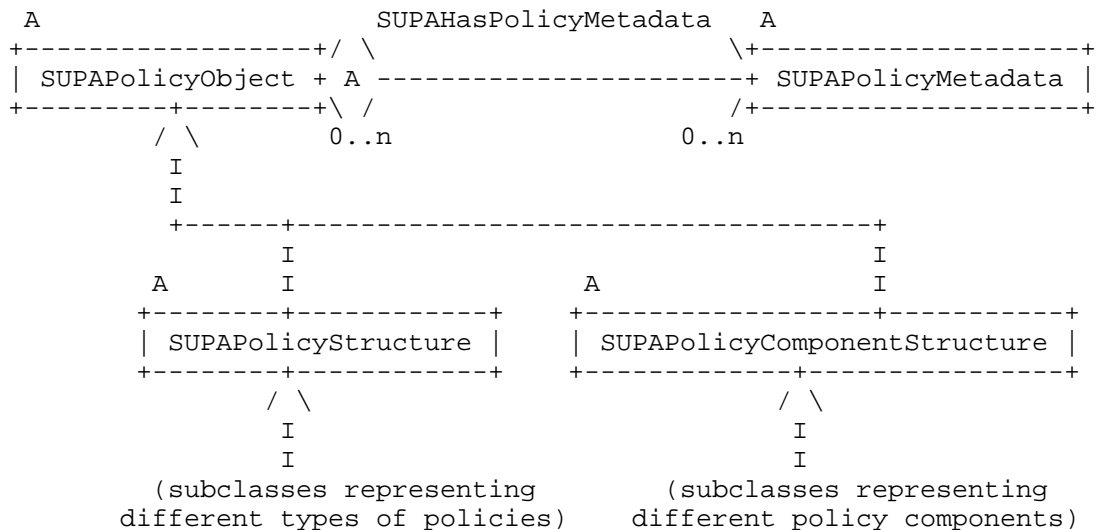 A                     SUPAHasPolicyMetadata   A
+------------------+/ \                     \+--------------------+
| SUPAPolicyObject + A -----------------------+ SUPAPolicyMetadata |
+---------+--------+\ /                     /+--------------------+
/ \        0..n                  0..n
I
I
+------+-----------------------------------+
I                                   I
A       I                  A                I
+--------+------------+    +------------------+-----------+
| SUPAPolicyStructure |    | SUPAPolicyComponentStructure |
+--------+------------+    +-------------+----------------+
/ \                             / \
I                               I
I                               I
(subclasses representing        (subclasses representing
different types of policies)    different policy components)